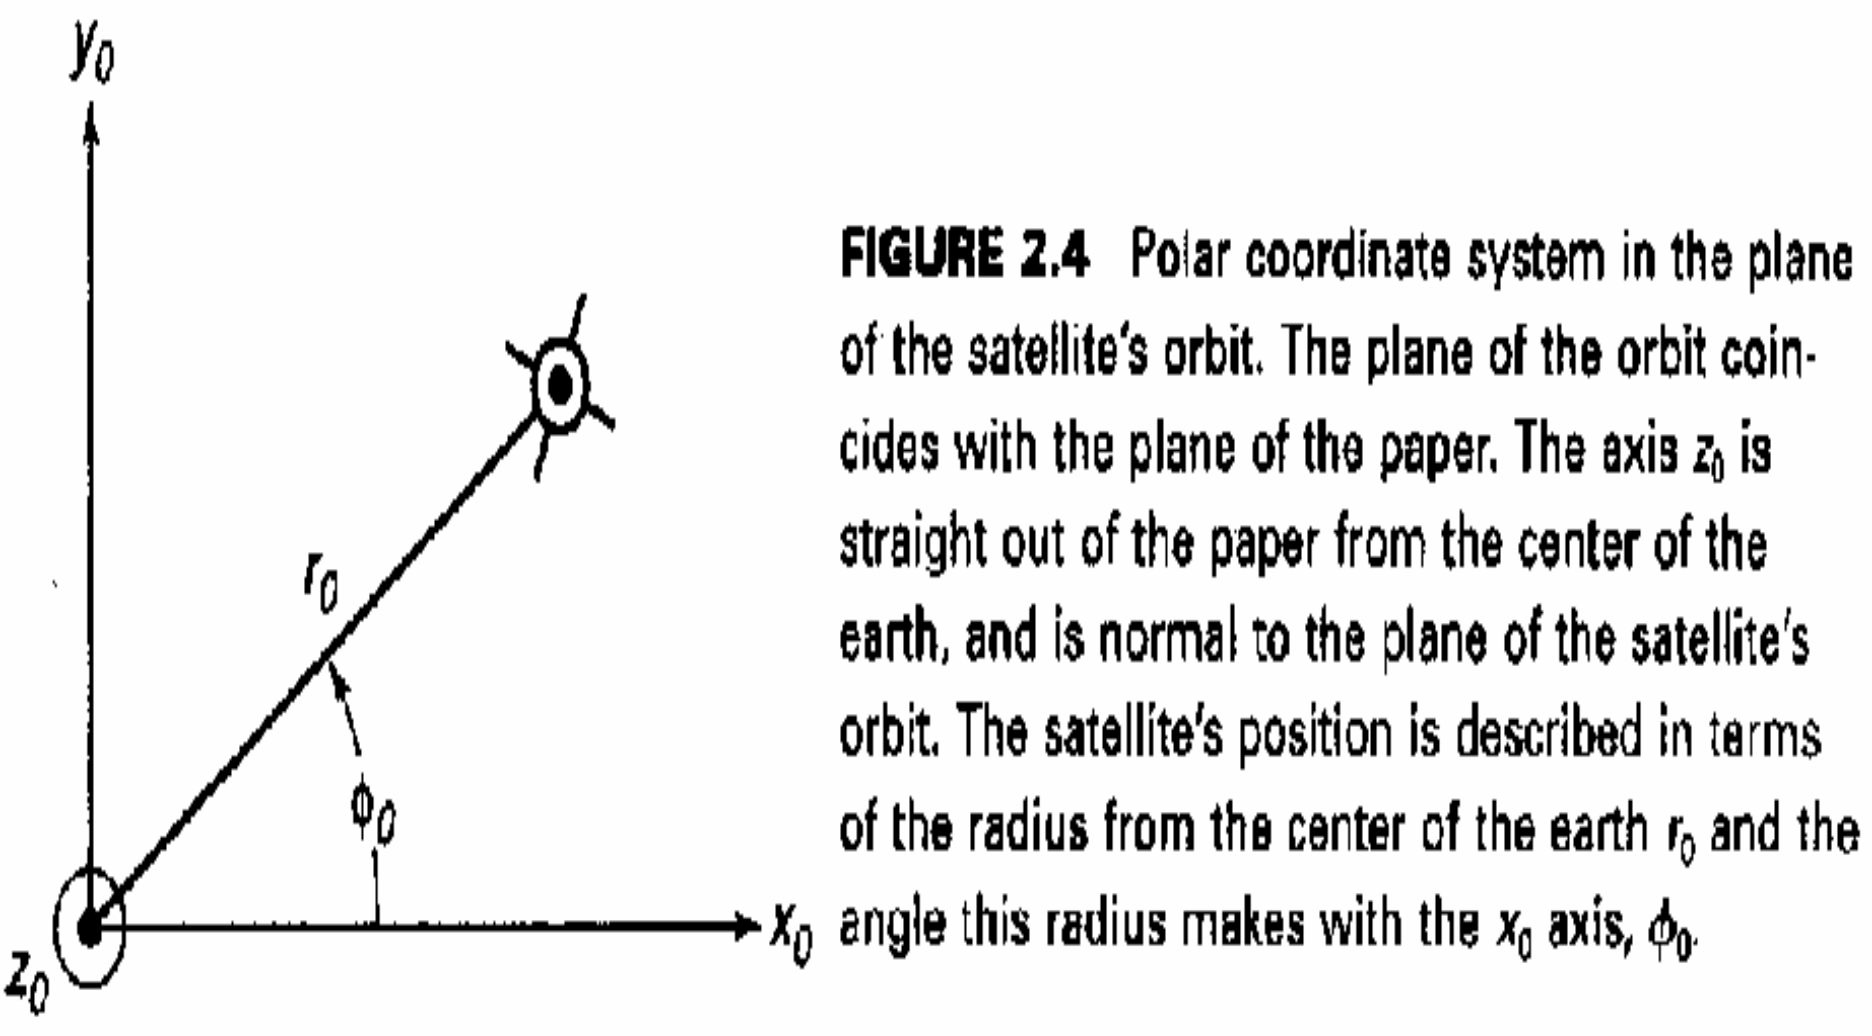 y0
r0
ϕ0
x0
z0
FIGURE 2.4 Polar coordinate system in the plane
of the satellite's orbit. The plane of the orbit coin-
cides with the plane of the paper. The axis z0 is
straight out of the paper from the center of the
earth, and is normal to the plane of the satellite's
orbit. The satellite's position is described in terms
of the radius from the center of the earth r0 and the
angle this radius makes with the x0 axis, ϕ0.